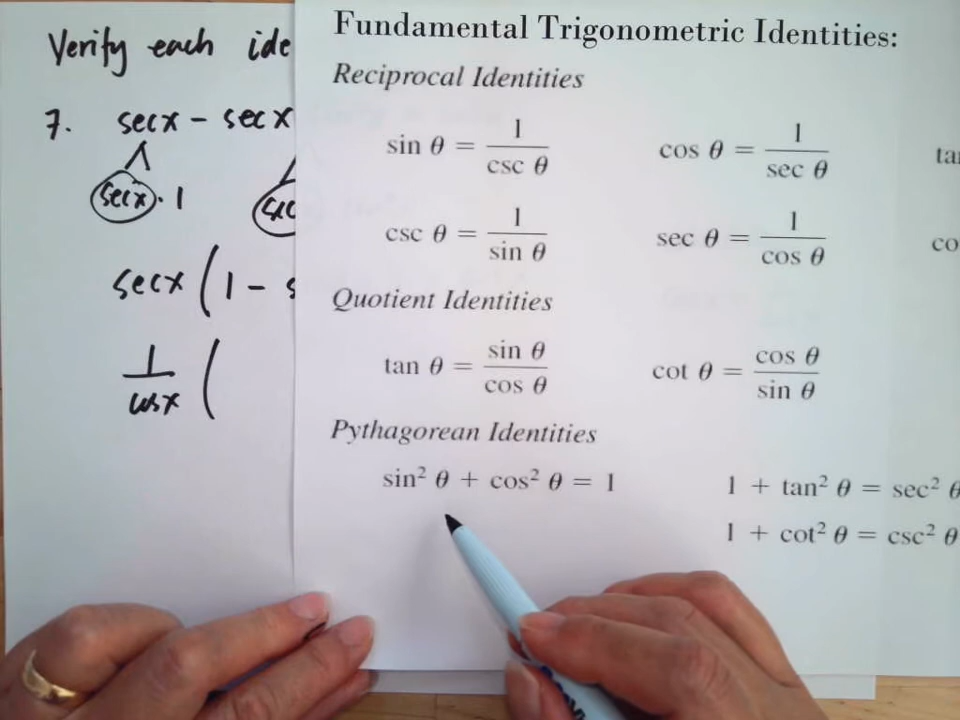 Verify each ide
7. secx - secx
secx · 1
secx ( 1 - s
1/cosx (
Fundamental Trigonometric Identities:
Reciprocal Identities
sin θ = 1/csc θ cos θ = 1/sec θ ta
csc θ = 1/sin θ sec θ = 1/cos θ co
Quotient Identities
tan θ = sin θ/cos θ cot θ = cos θ/sin θ
Pythagorean Identities
sin² θ + cos² θ = 1 1 + tan² θ = sec² θ
1 + cot² θ = csc² θ